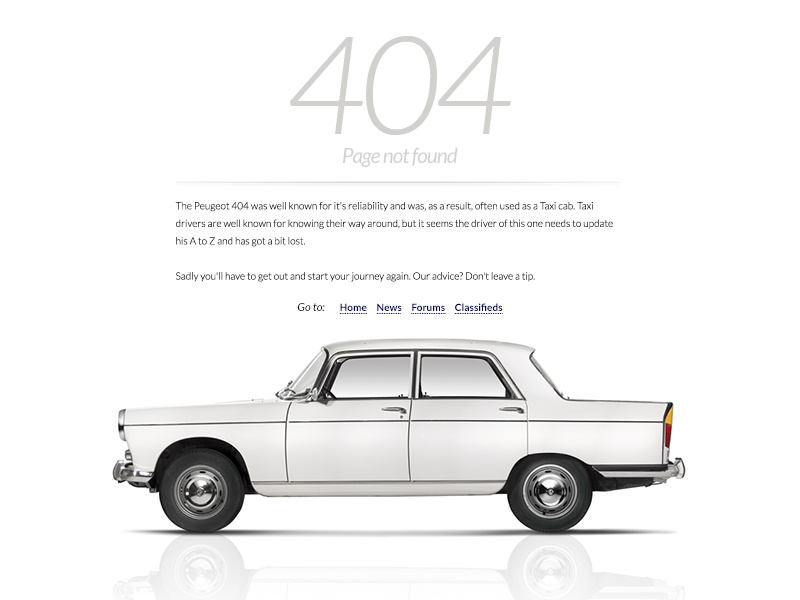 404
Page not found
The Peugeot 404 was well known for it's reliability and was, as a result, often used as a Taxi cab. Taxi
drivers are well known for knowing their way around, but it seems the driver of this one needs to update
his A to Z and has got a bit lost.
Sadly you'll have to get out and start your journey again. Our advice? Don't leave a tip.
Go to: Home News Forums Classifieds